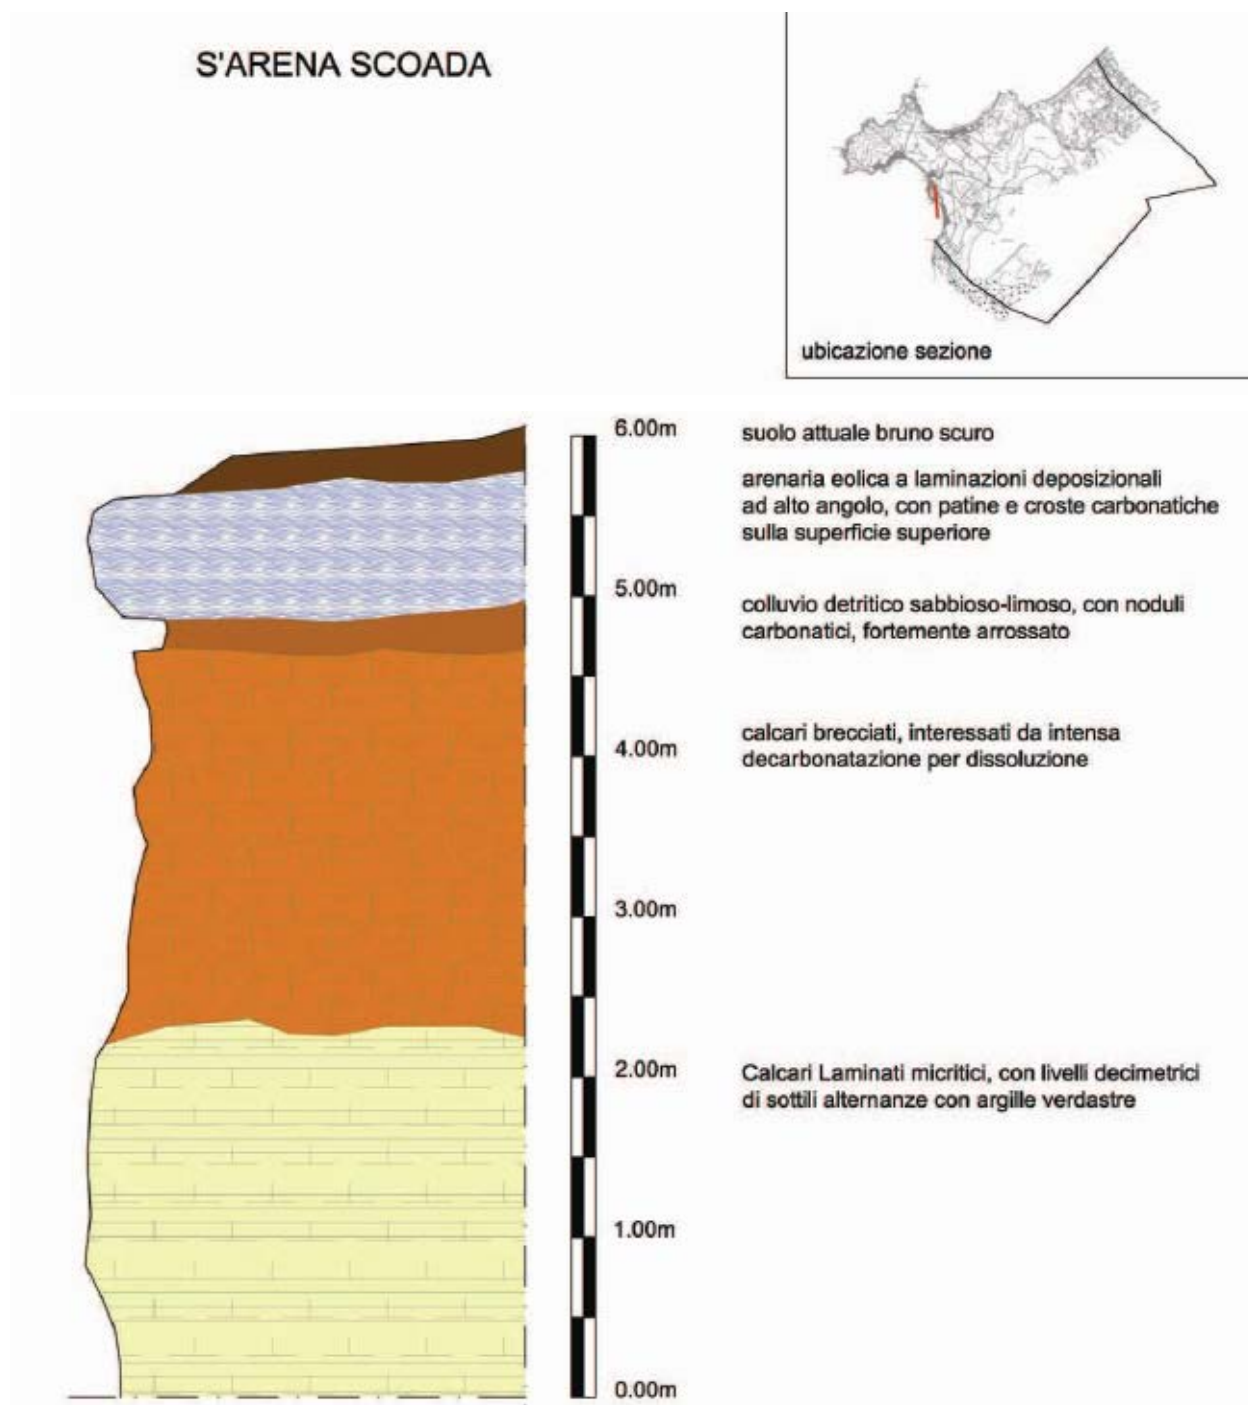 S'ARENA SCOADA
ubicazione sezione
6.00m
suolo attuale bruno scuro
arenaria eolica a laminazioni deposizionali
ad alto angolo, con patine e croste carbonatiche
sulla superficie superiore
5.00m
colluvio detritico sabbioso-limoso, con noduli
carbonatici, fortemente arrossato
4.00m
calcari brecciati, interessati da intensa
decarbonatazione per dissoluzione
3.00m
2.00m
Calcari Laminati micritici, con livelli decimetrici
di sottili alternanze con argille verdastre
1.00m
0.00m